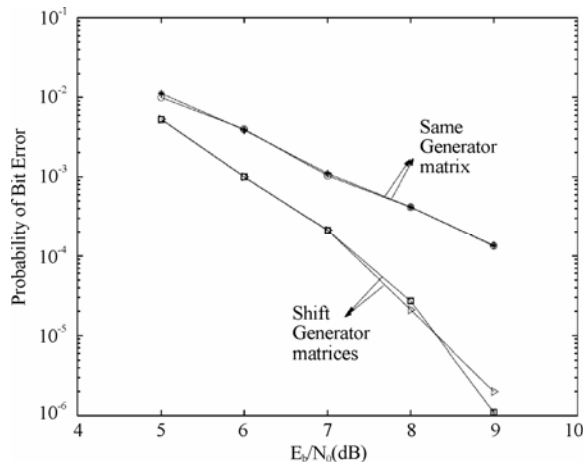 10^-1
10^-2
10^-3
10^-4
10^-5
10^-6
Probability of Bit Error
Same
Generator
matrix
Shift
Generator
matrices
4 5 6 7 8 9 10
E_b/N_0(dB)